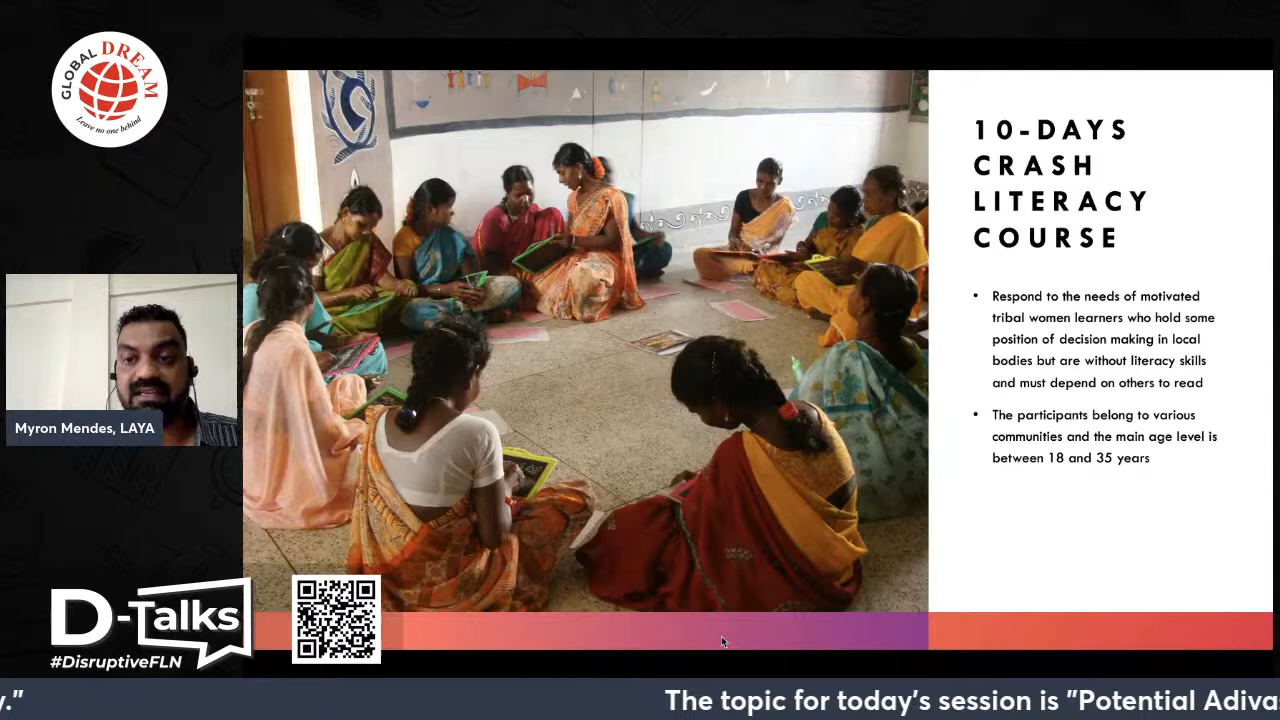 GLOBAL DREAM
Leave no one behind
10-DAYS
CRASH
LITERACY
COURSE
• Respond to the needs of motivated
tribal women learners who hold some
position of decision making in local
bodies but are without literacy skills
and must depend on others to read
• The participants belong to various
communities and the main age level is
between 18 and 35 years
Myron Mendes, LAYA
D-Talks
#DisruptiveFLN
y." The topic for today's session is "Potential Adiva